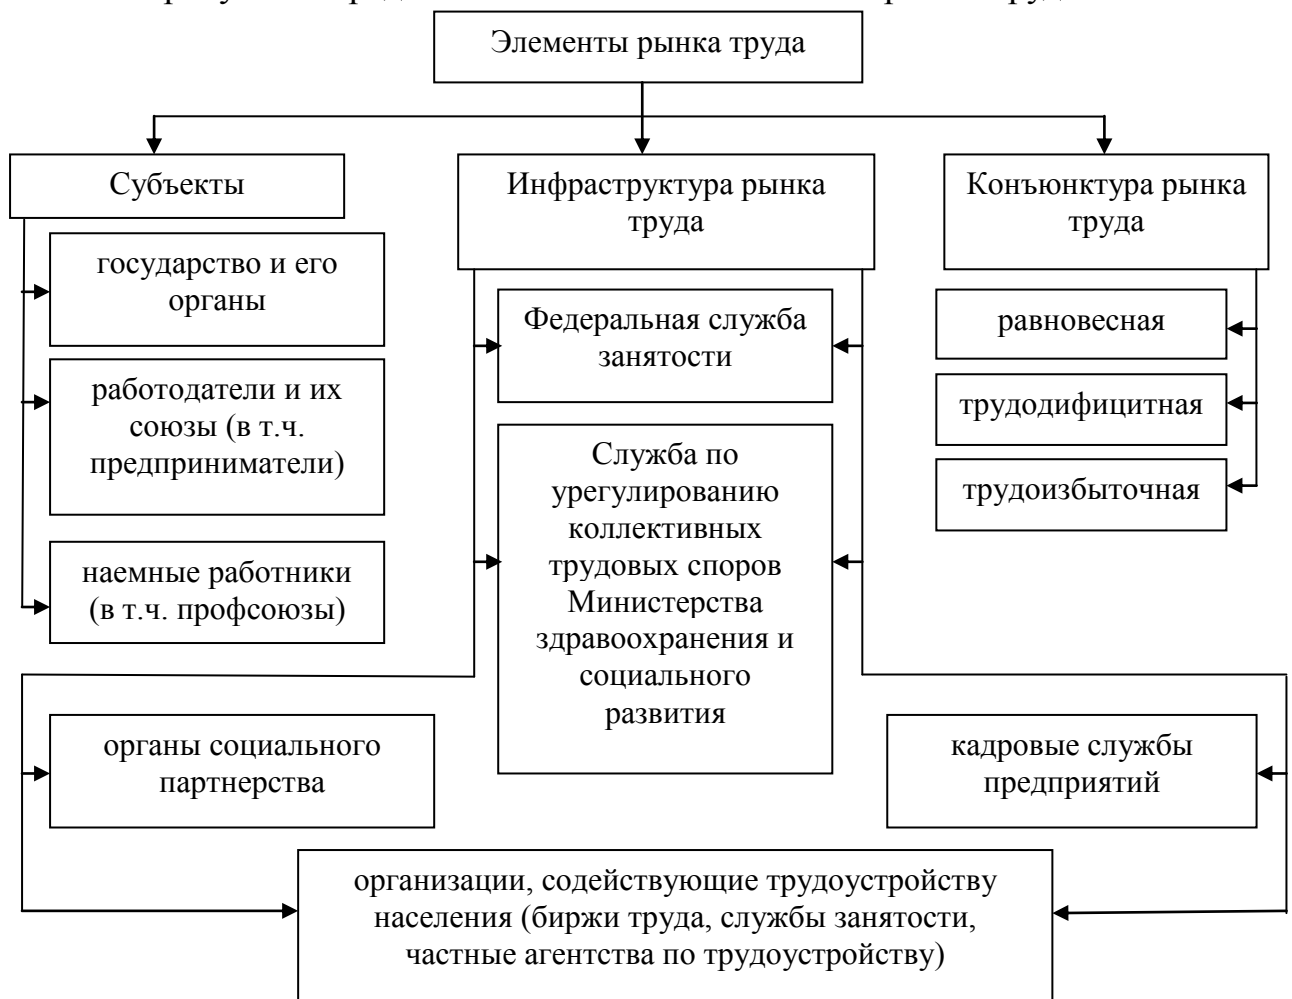 Элементы рынка труда
Субъекты
государство и его
органы
работодатели и их
союзы (в т.ч.
предприниматели)
наемные работники
(в т.ч. профсоюзы)
Инфраструктура рынка
труда
Федеральная служба
занятости
Служба по
урегулированию
коллективных
трудовых споров
Министерства
здравоохранения и
социального
развития
Конъюнктура рынка
труда
равновесная
трудодифицитная
трудоизбыточная
органы социального
партнерства
кадровые службы
предприятий
организации, содействующие трудоустройству
населения (биржи труда, службы занятости,
частные агентства по трудоустройству)